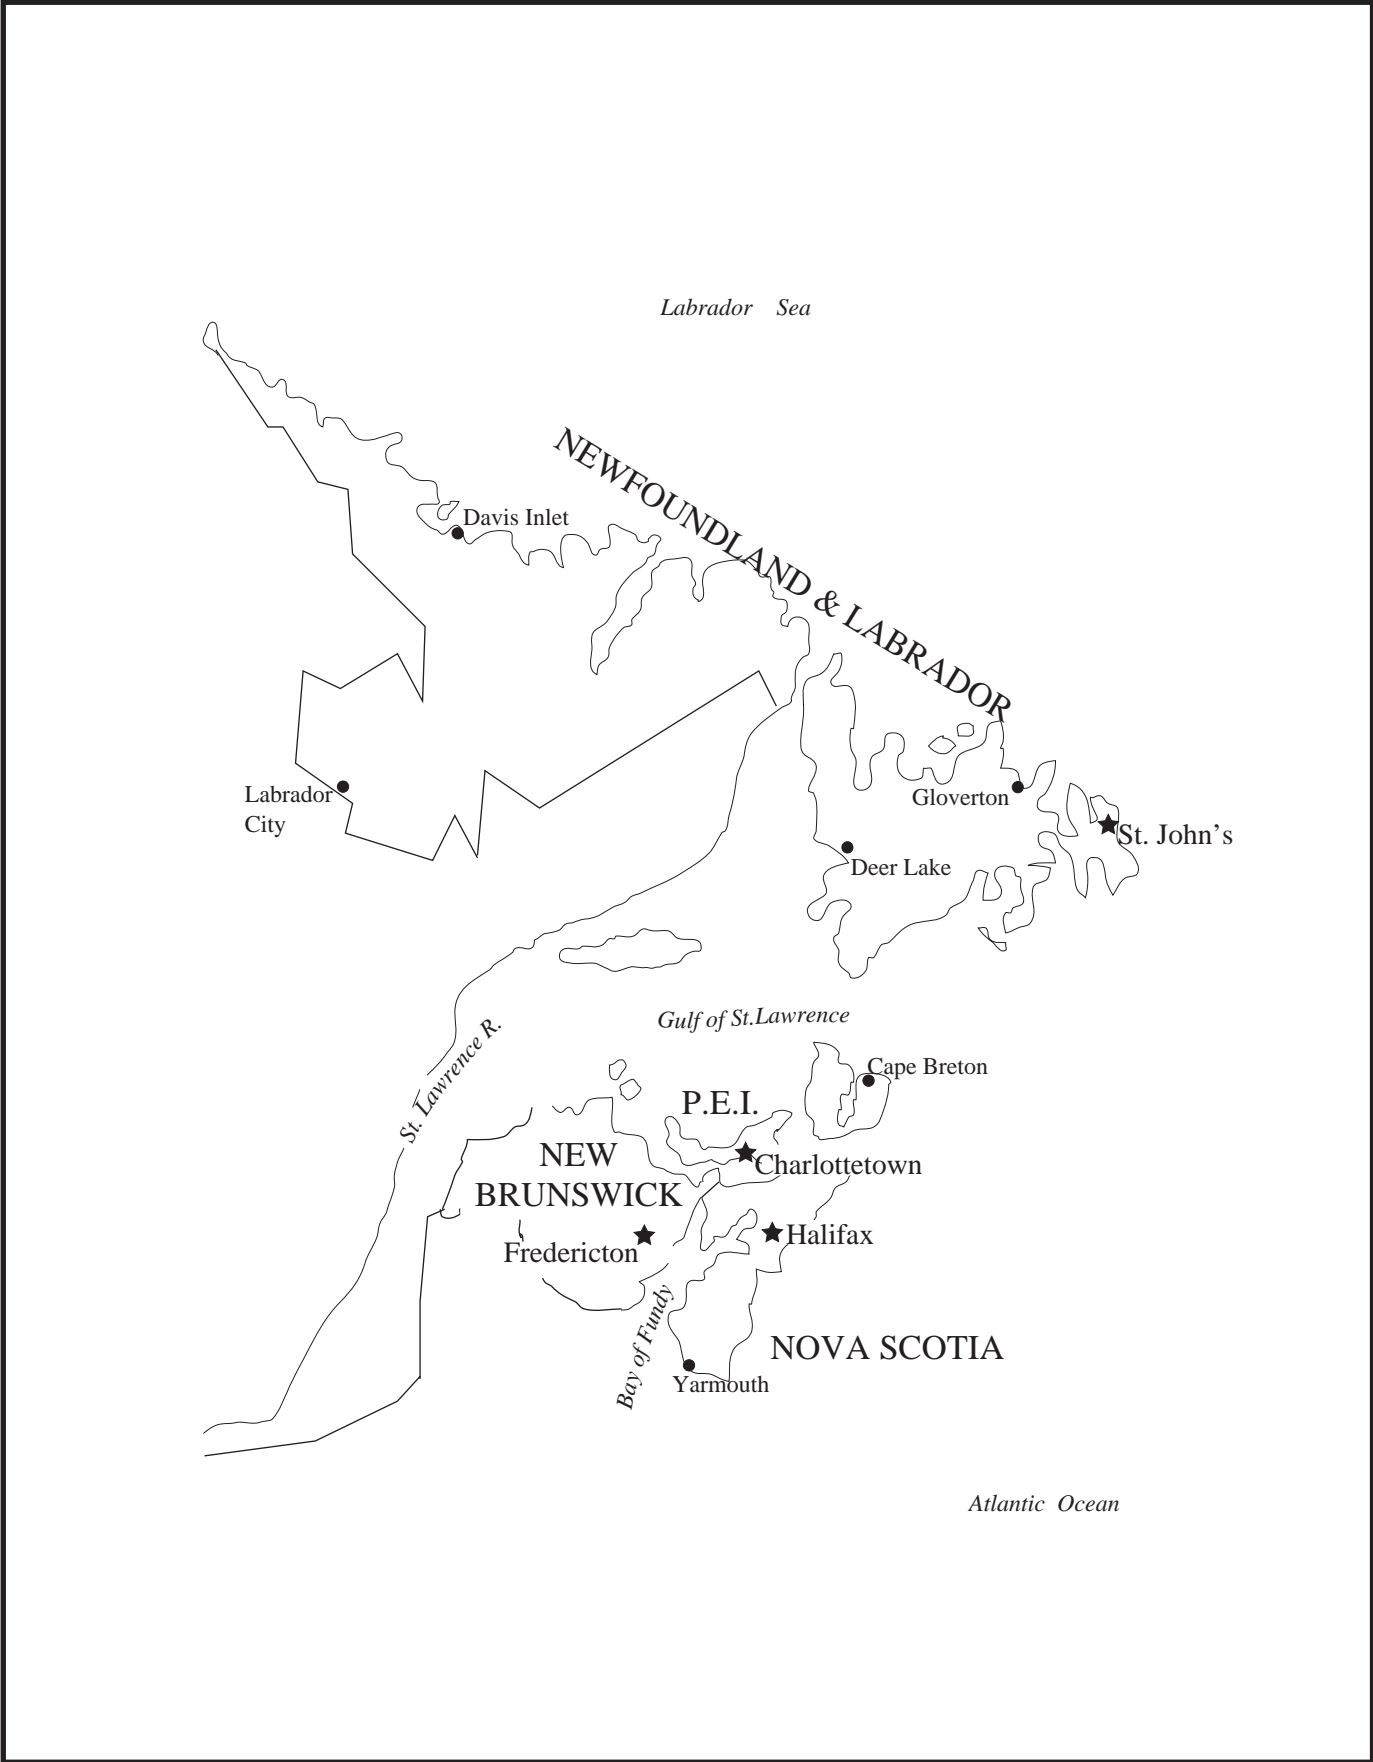 Labrador Sea
NEWFOUNDLAND & LABRADOR
Davis Inlet
Labrador
City
Gloverton
St. John's
Deer Lake
Gulf of St.Lawrence
St. Lawrence R.
Cape Breton
P.E.I.
NEW
BRUNSWICK
Charlottetown
Halifax
Fredericton
Bay of Fundy
NOVA SCOTIA
Yarmouth
Atlantic Ocean